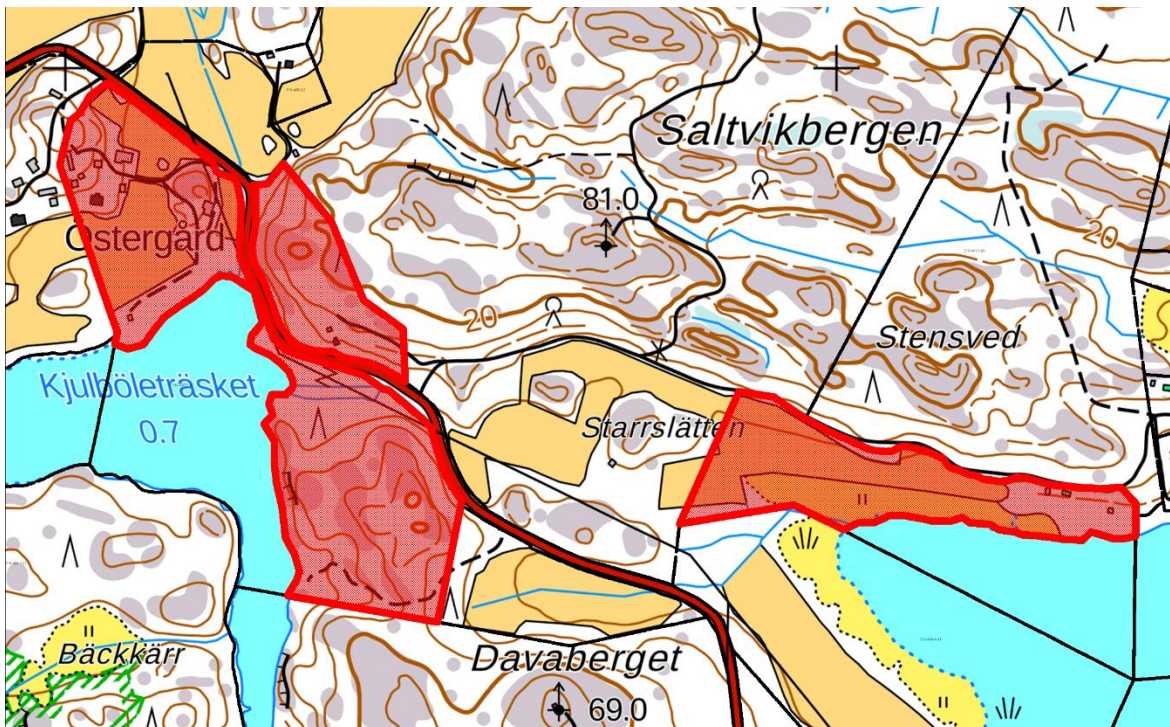 Saltvikbergen
81.0
Östergård
20
20
Stensved
Kjulböleträsket
0.7
Starrslätten
Bäckkärr
Davaberget
69.0